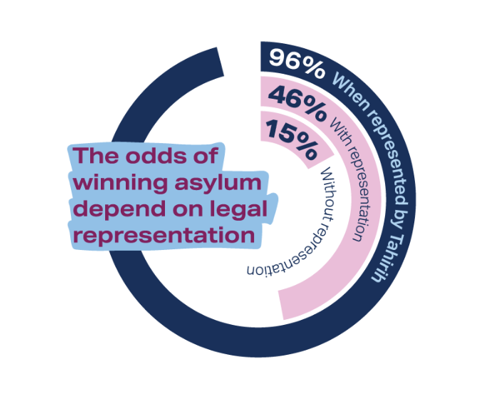 The odds of
winning asylum
depend on legal
representation
96% When represented by Tahirih
46% With representation
15% Without representation